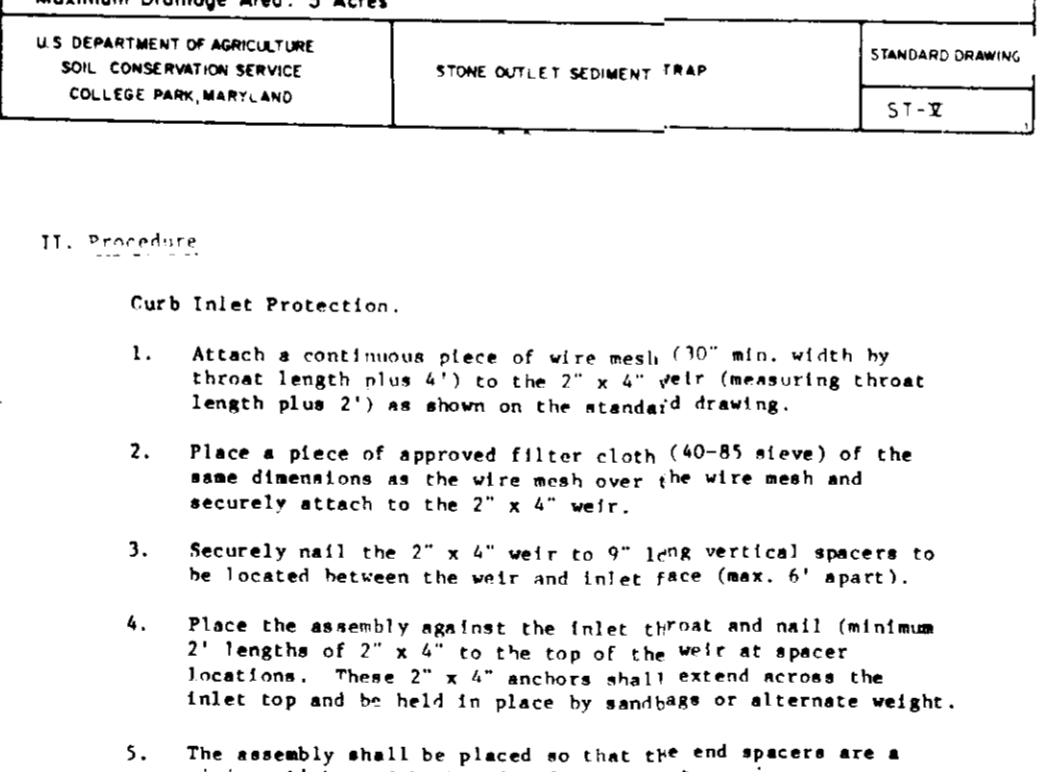 Maximum Drainage Area: 5 Acres
U.S DEPARTMENT OF AGRICULTURE
SOIL CONSERVATION SERVICE
COLLEGE PARK, MARYLAND
STONE OUTLET SEDIMENT TRAP
STANDARD DRAWING
ST-V
II. Procedure
Curb Inlet Protection.
1. Attach a continuous piece of wire mesh (30" min. width by
throat length plus 4') to the 2" x 4" weir (measuring throat
length plus 2') as shown on the standard drawing.
2. Place a piece of approved filter cloth (40-85 sieve) of the
same dimensions as the wire mesh over the wire mesh and
securely attach to the 2" x 4" weir.
3. Securely nail the 2" x 4" weir to 9" long vertical spacers to
be located between the weir and inlet face (max. 6' apart).
4. Place the assembly against the inlet throat and nail (minimum
2' lengths of 2" x 4" to the top of the weir at spacer
locations. These 2" x 4" anchors shall extend across the
inlet top and be held in place by sandbags or alternate weight.
5. The assembly shall be placed so that the end spacers are a